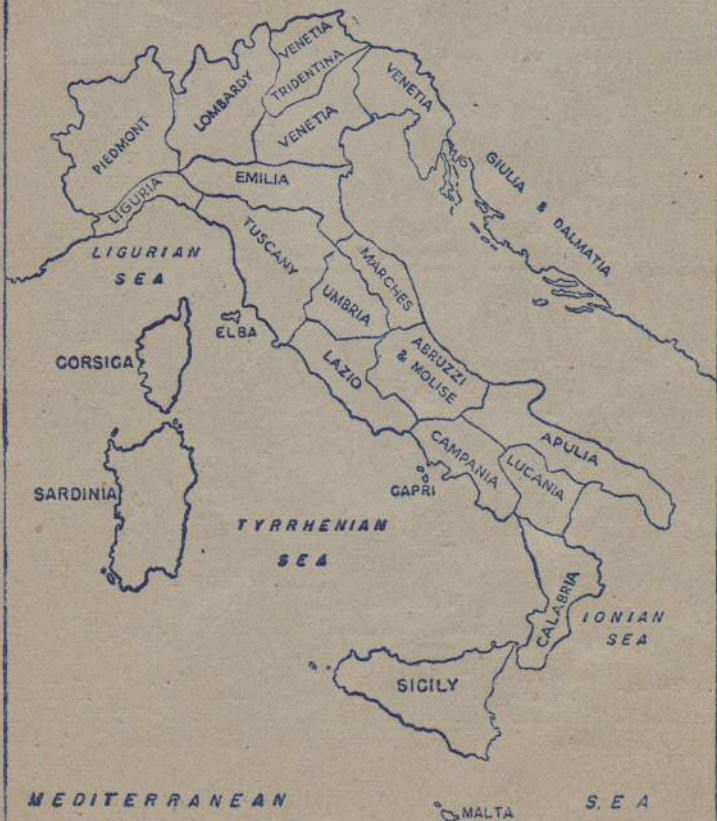 VENETIA
TRIDENTINA
VENETIA
LOMBARDY
VENETIA
PIEDMONT
GIULIA & DALMATIA
EMILIA
LIGURIA
TUSCANY
LIGURIAN
SEA
MARCHES
UMBRIA
ELBA
CORSICA
LAZIO
ABRUZZI
& MOLISE
APULIA
CAMPANIA
LUCANIA
CAPRI
SARDINIA
TYRRHENIAN
SEA
CALABRIA
IONIAN
SEA
SICILY
MEDITERRANEAN SEA
MALTA